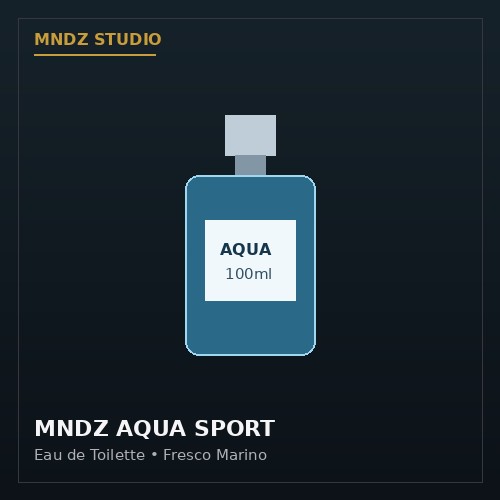 MNDZ STUDIO
AQUA
100ml
MNDZ AQUA SPORT
Eau de Toilette • Fresco Marino